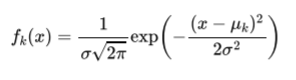 f_k(x) = \frac{1}{\sigma\sqrt{2\pi}} \exp\left(-\frac{(x - \mu_k)^2}{2\sigma^2}\right)